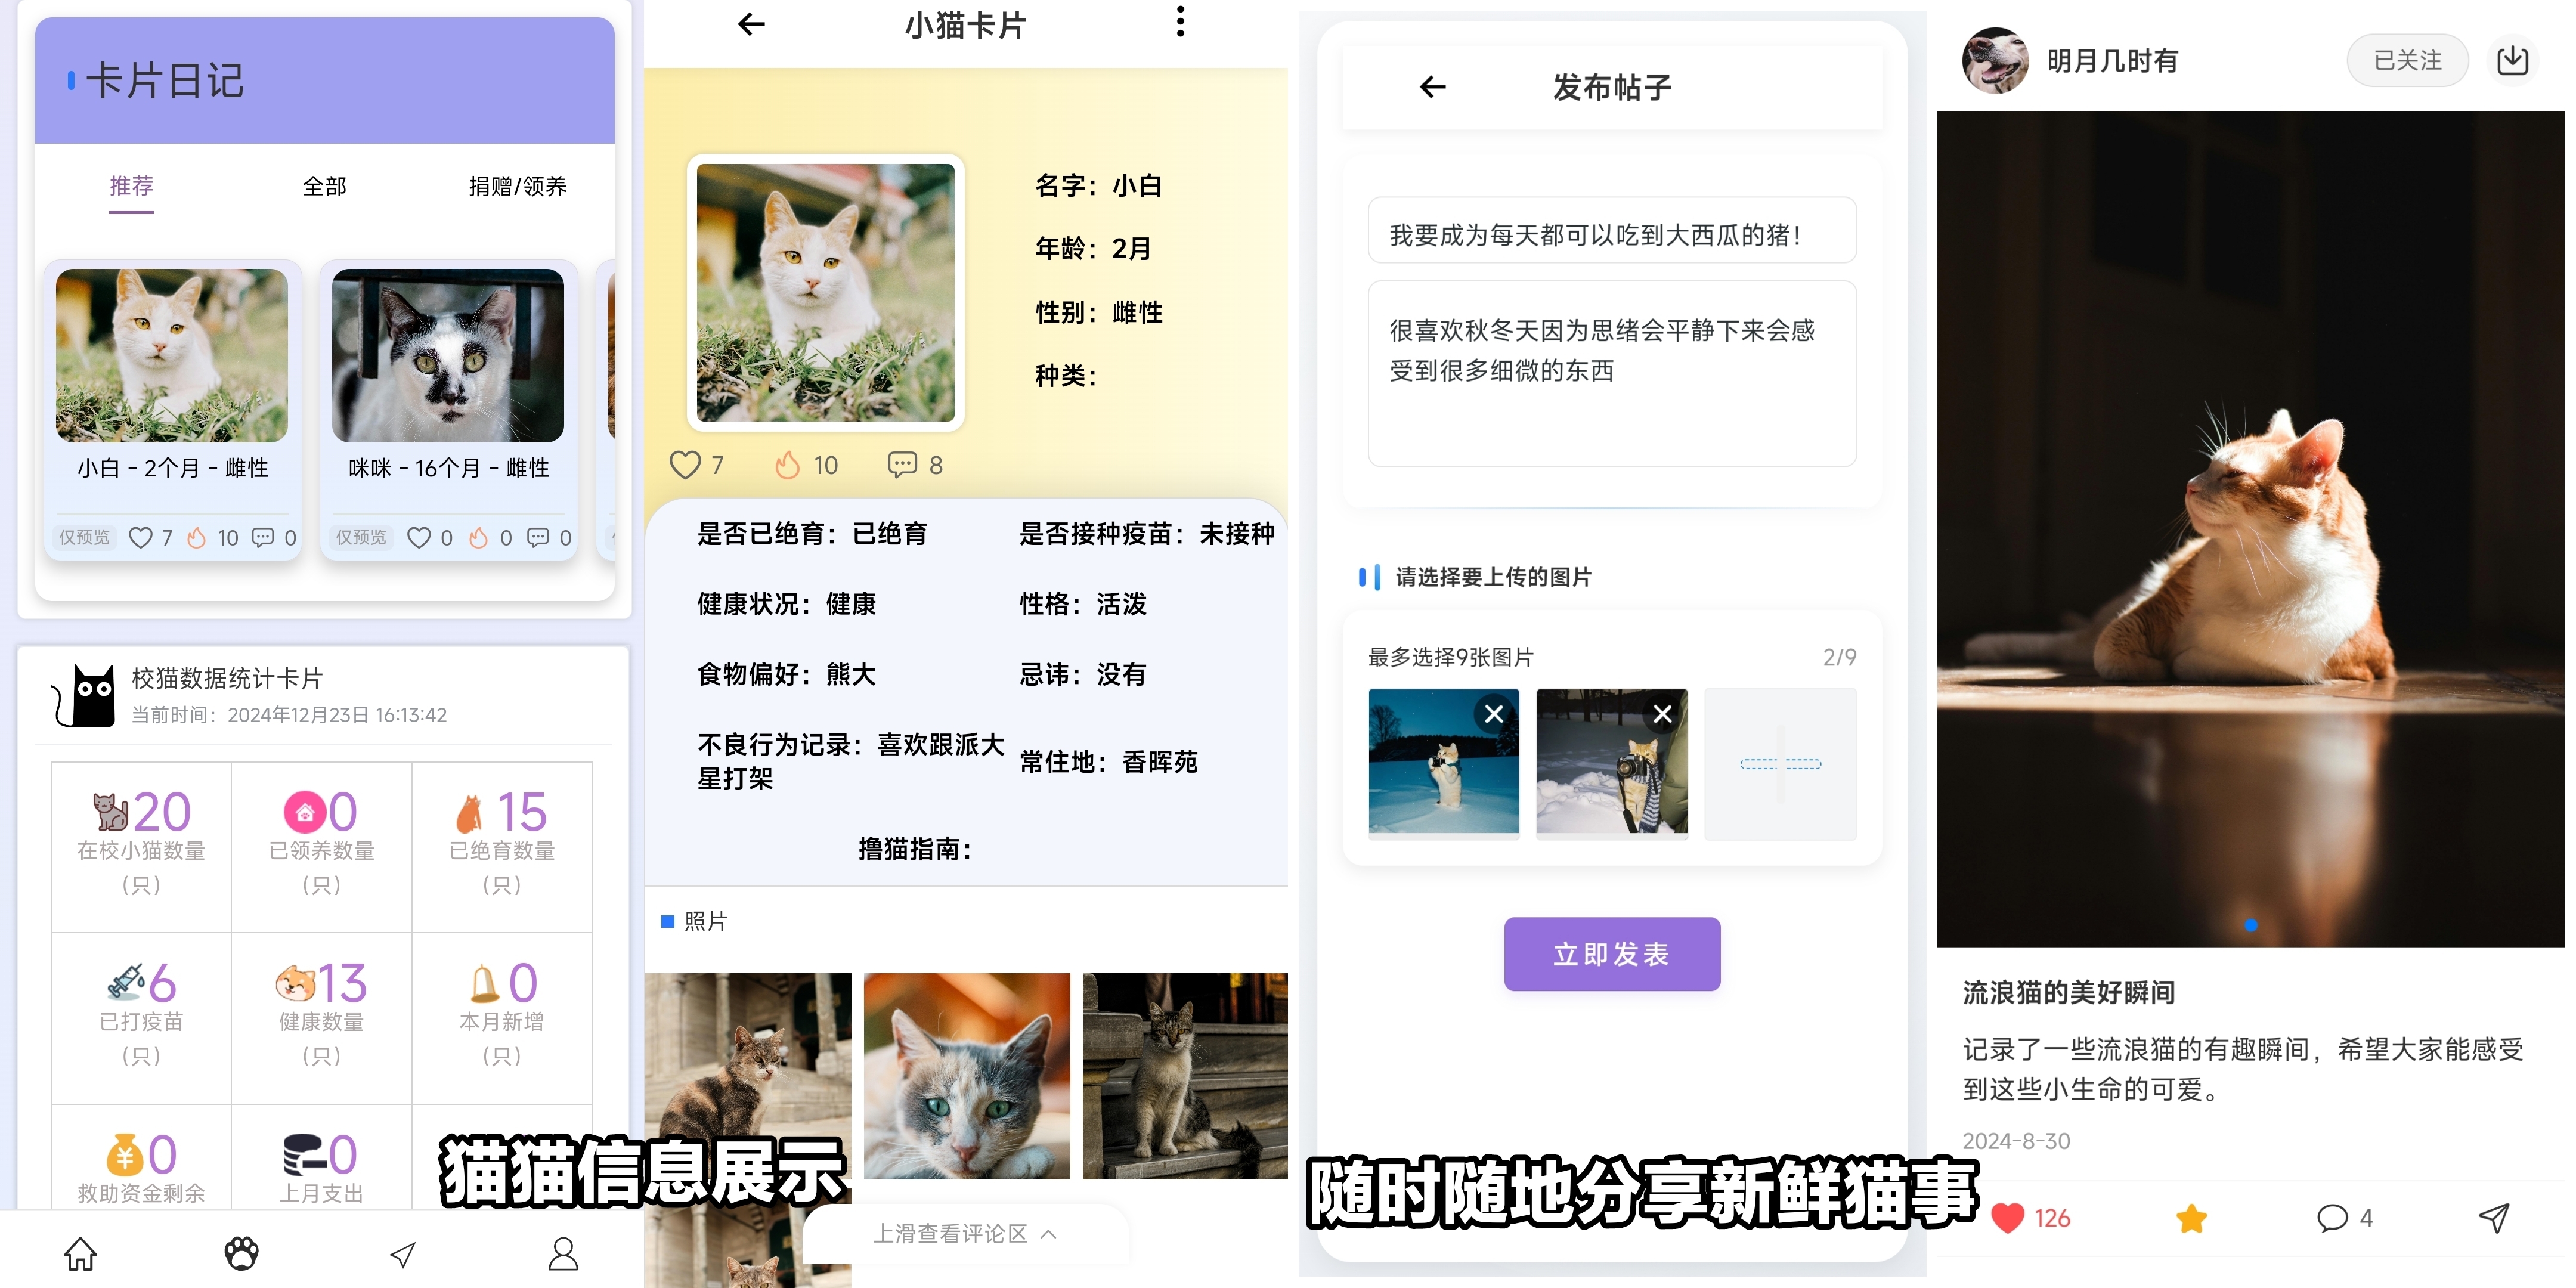 卡片日记
推荐
全部
捐赠/领养
小白 - 2个月 - 雌性
仅预览 7 10 0
咪咪 - 16个月 - 雌性
仅预览 0 0 0
校猫数据统计卡片
当前时间：2024年12月23日 16:13:42
20
在校小猫数量
（只）
0
已领养数量
（只）
15
已绝育数量
（只）
6
已打疫苗
（只）
13
健康数量
（只）
0
本月新增
（只）
0
救助资金剩余
0
上月支出
猫猫信息展示
小猫卡片
名字：小白
年龄：2月
性别：雌性
种类：
7 10 8
是否已绝育：已绝育
是否接种疫苗：未接种
健康状况：健康
性格：活泼
食物偏好：熊大
忌讳：没有
不良行为记录：喜欢跟派大
星打架
常住地：香晖苑
撸猫指南：
照片
上滑查看评论区
发布帖子
我要成为每天都可以吃到大西瓜的猪！
很喜欢秋冬天因为思绪会平静下来会感
受到很多细微的东西
请选择要上传的图片
最多选择9张图片
2/9
立即发表
随时随地分享新鲜猫事
明月几时有
已关注
流浪猫的美好瞬间
记录了一些流浪猫的有趣瞬间，希望大家能感受
到这些小生命的可爱。
2024-8-30
126
4